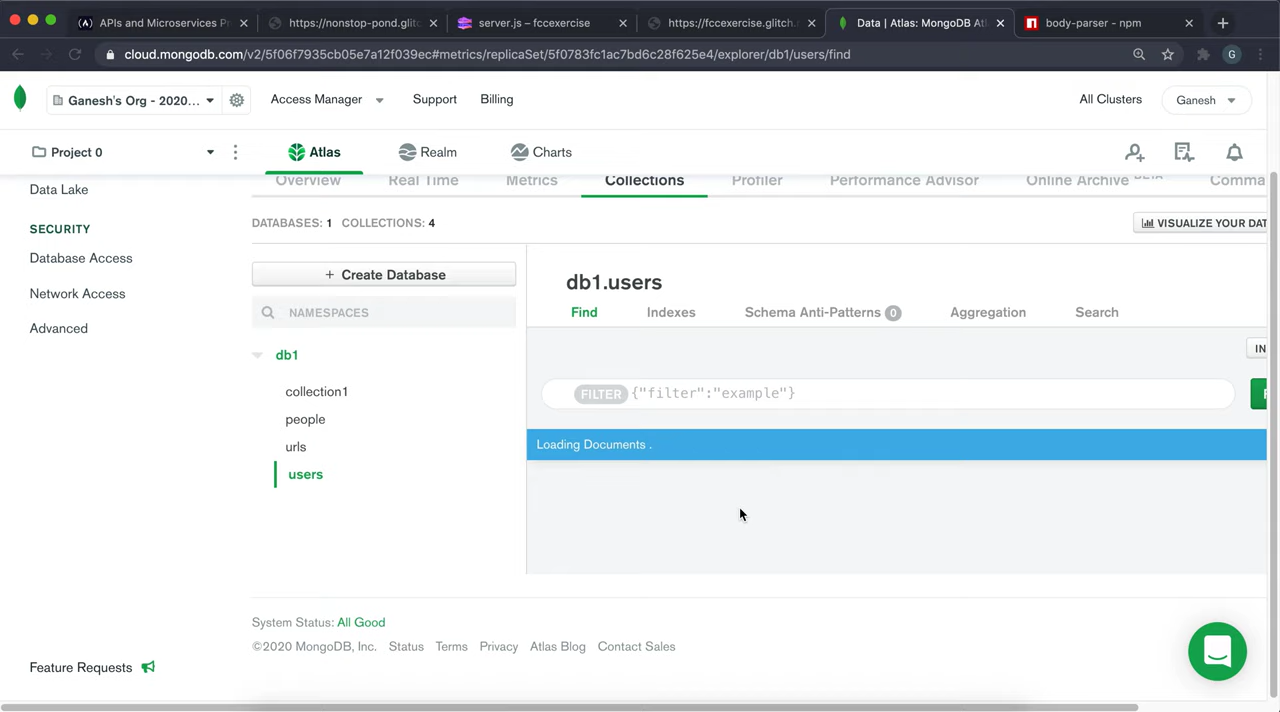 APIs and Microservices Pr
https://nonstop-pond.glitc
server.js – fccexercise
https://fccexercise.glitch.m
Data | Atlas: MongoDB Atl
body-parser - npm
cloud.mongodb.com/v2/5f06f7935cb05e7a12f039ec#metrics/replicaSet/5f0783fc1ac7bd6c28f625e4/explorer/db1/users/find
G
Ganesh's Org - 2020...
Access Manager
Support
Billing
All Clusters
Ganesh
Project 0
Atlas
Realm
Charts
Data Lake
Overview
Real Time
Metrics
Collections
Profiler
Performance Advisor
Online Archive BETA
Comma
SECURITY
Database Access
Network Access
Advanced
DATABASES: 1 COLLECTIONS: 4
VISUALIZE YOUR DAT
+ Create Database
NAMESPACES
db1
collection1
people
urls
users
db1.users
Find
Indexes
Schema Anti-Patterns 0
Aggregation
Search
IN
FILTER {"filter":"example"}
F
Loading Documents .
System Status: All Good
©2020 MongoDB, Inc. Status Terms Privacy Atlas Blog Contact Sales
Feature Requests